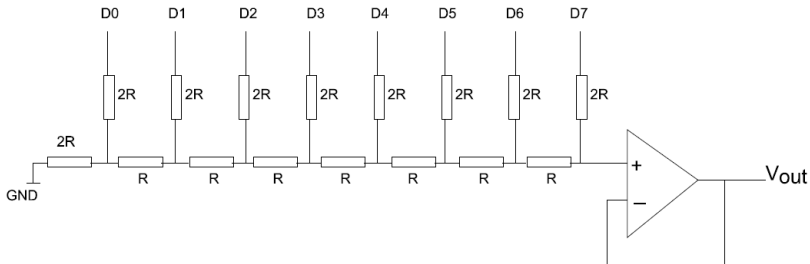 D0 D1 D2 D3 D4 D5 D6 D7
2R 2R 2R 2R 2R 2R 2R 2R
2R
GND
R R R R R R R
+
−
Vout